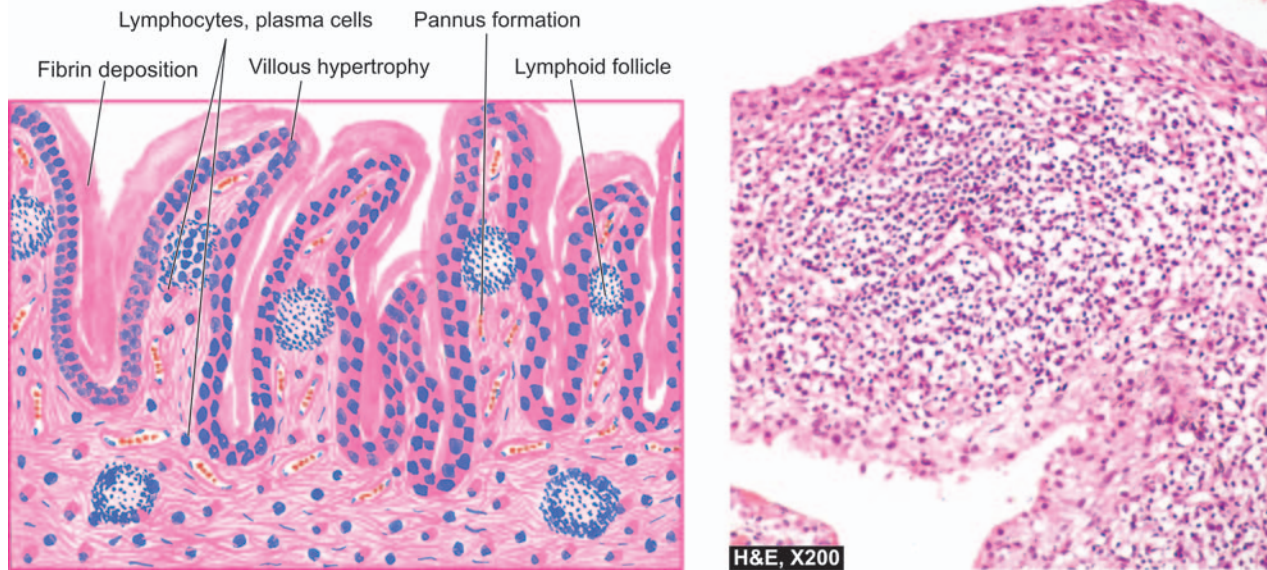 Lymphocytes, plasma cells
Pannus formation
Fibrin deposition
Villous hypertrophy
Lymphoid follicle
H&E, X200